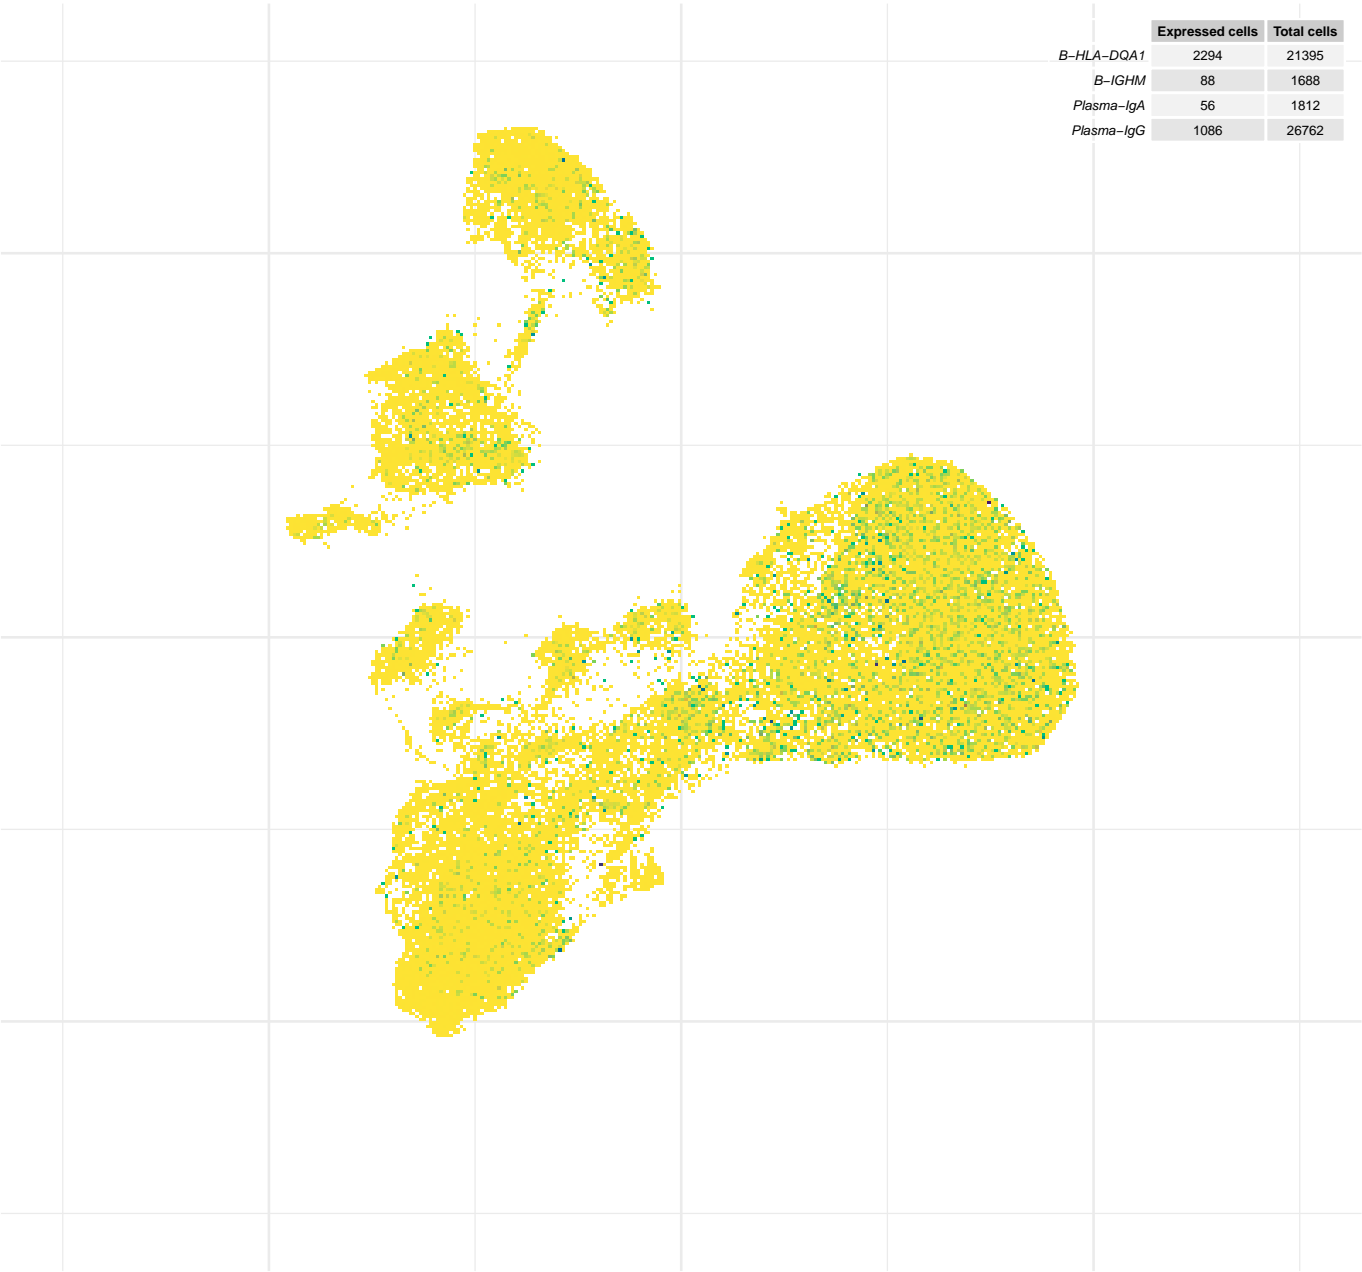 Expressed cells Total cells
B−HLA−DQA1 2294 21395
B−IGHM 88 1688
Plasma−IgA 56 1812
Plasma−IgG 1086 26762